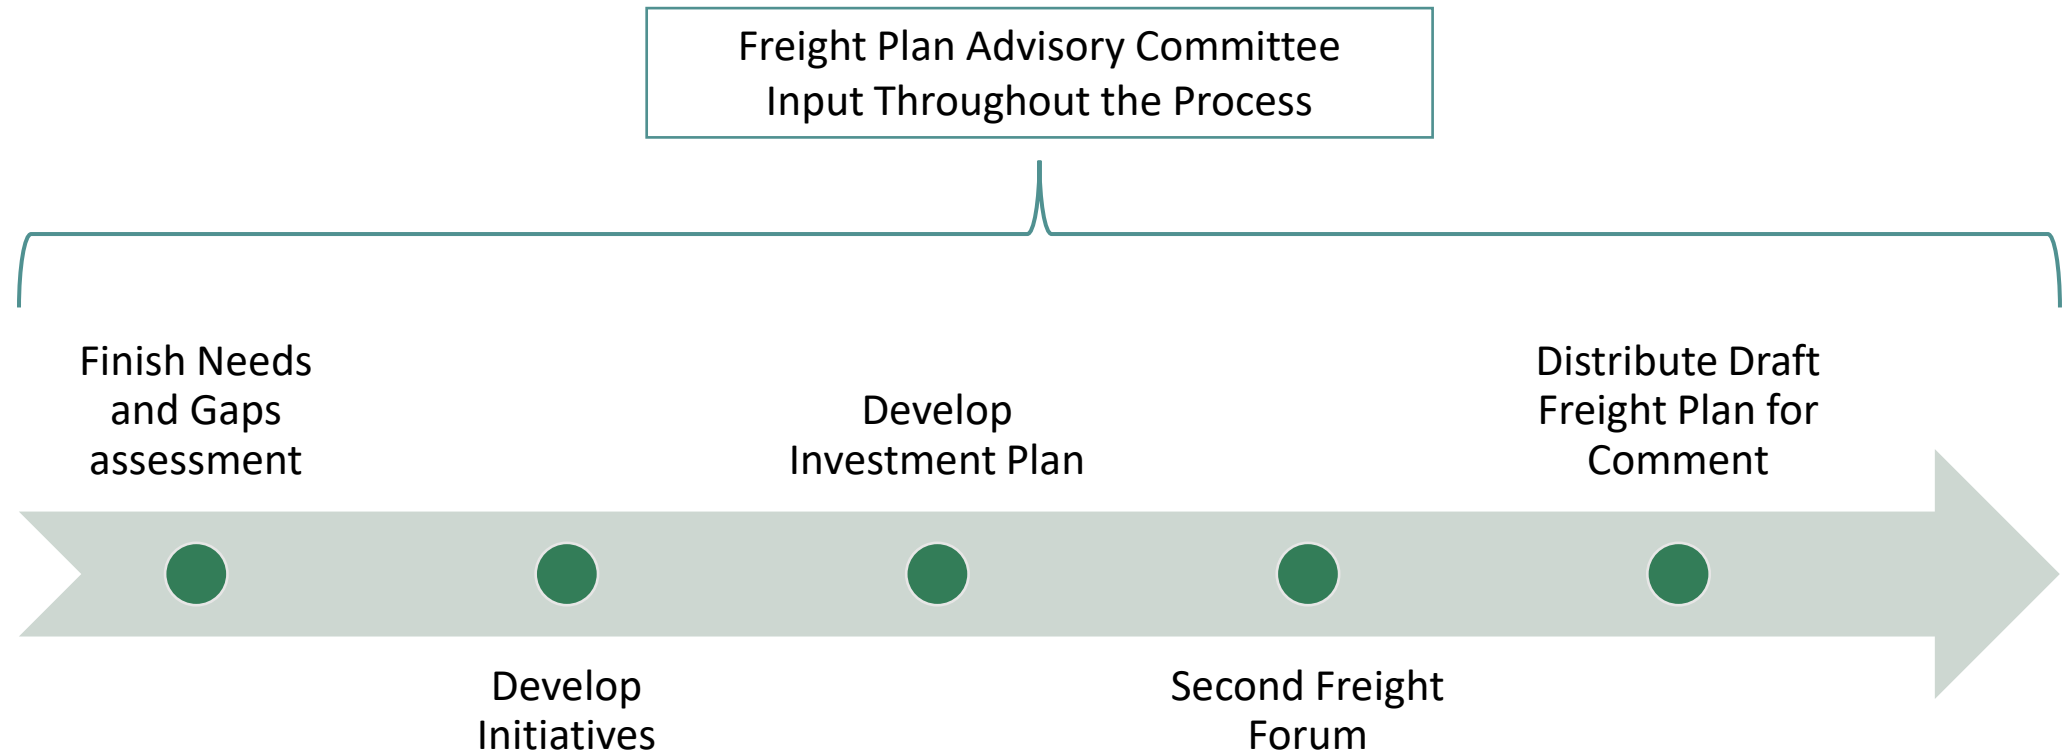 Freight Plan Advisory Committee
Input Throughout the Process
Finish Needs
and Gaps
assessment
Develop
Initiatives
Develop
Investment Plan
Second Freight
Forum
Distribute Draft
Freight Plan for
Comment